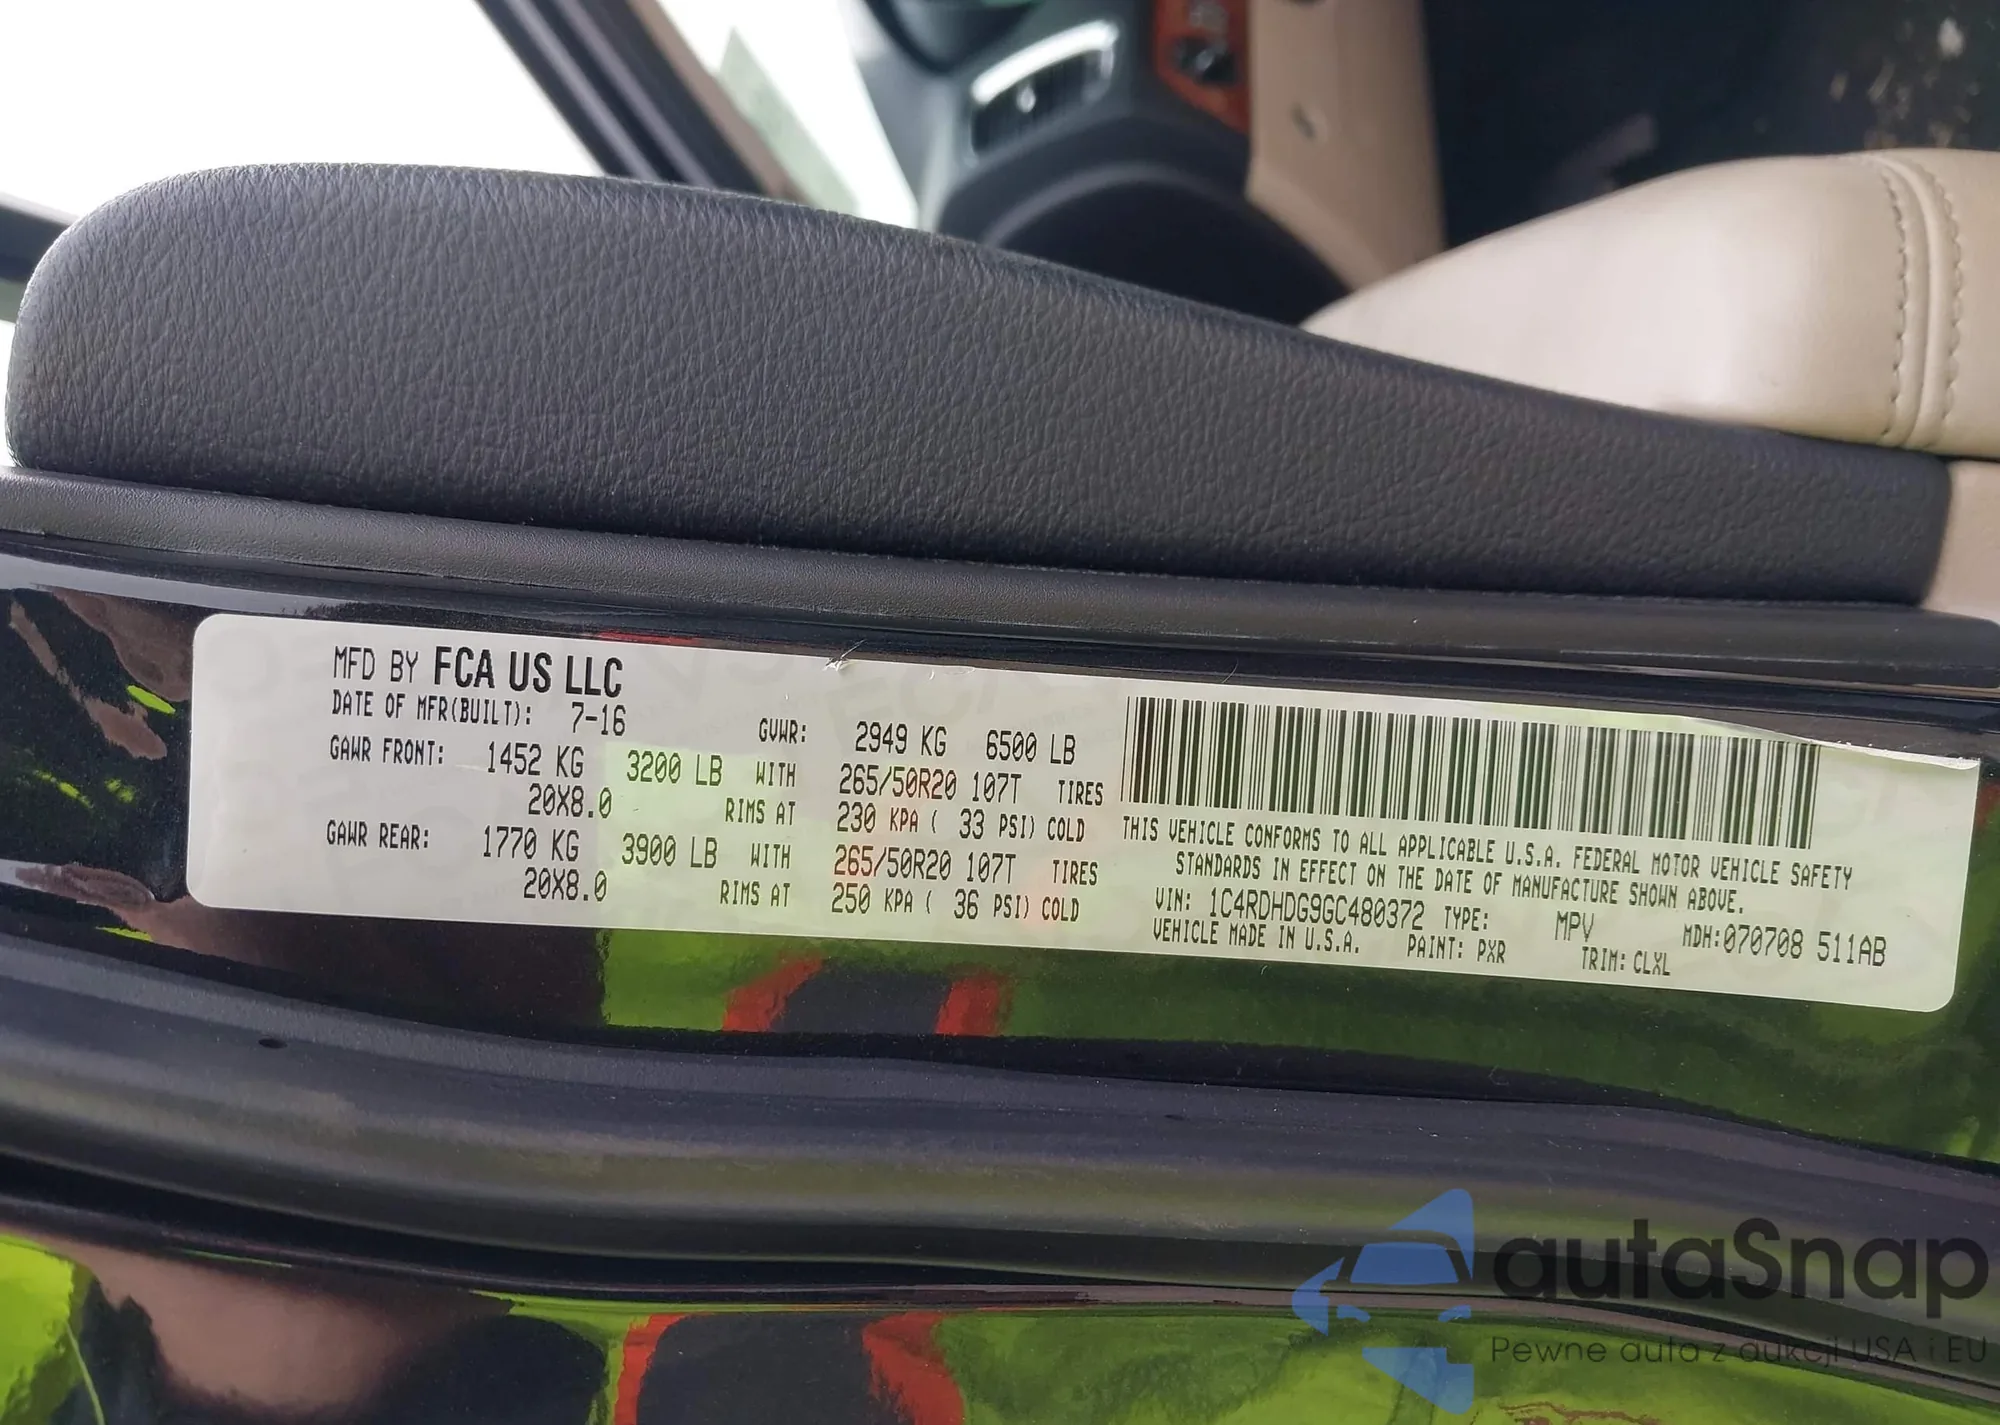 MFD BY FCA US LLC
DATE OF MFR(BUILT): 7-16 GVWR: 2949 KG 6500 LB
GAWR FRONT: 1452 KG 3200 LB WITH 265/50R20 107T TIRES
20X8.0 RIMS AT 230 KPA ( 33 PSI) COLD
GAWR REAR: 1770 KG 3900 LB WITH 265/50R20 107T TIRES
20X8.0 RIMS AT 250 KPA ( 36 PSI) COLD
THIS VEHICLE CONFORMS TO ALL APPLICABLE U.S.A. FEDERAL MOTOR VEHICLE SAFETY
STANDARDS IN EFFECT ON THE DATE OF MANUFACTURE SHOWN ABOVE.
VIN: 1C4RDHDG9GC480372 TYPE: MPV MDH:070708 511AB
VEHICLE MADE IN U.S.A. PAINT: PXR TRIM: CLXL
autaSnap
Pewne auta z aukcji USA i EU